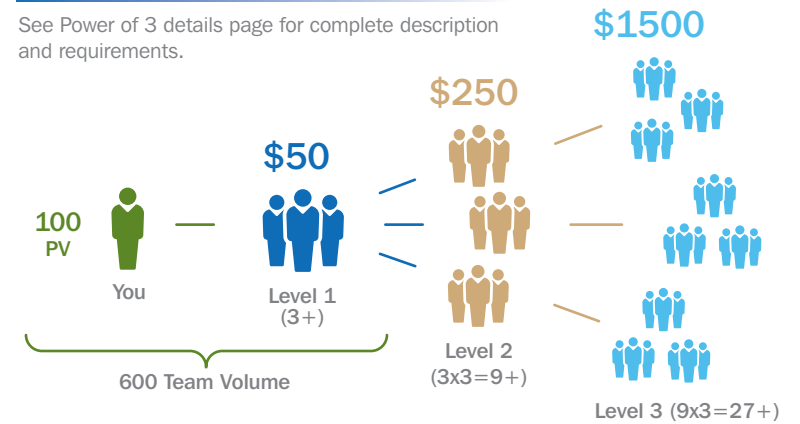 See Power of 3 details page for complete description
and requirements.
$1500
$250
$50
100
PV
You
Level 1
(3+)
600 Team Volume
Level 2
(3x3=9+)
Level 3 (9x3=27+)